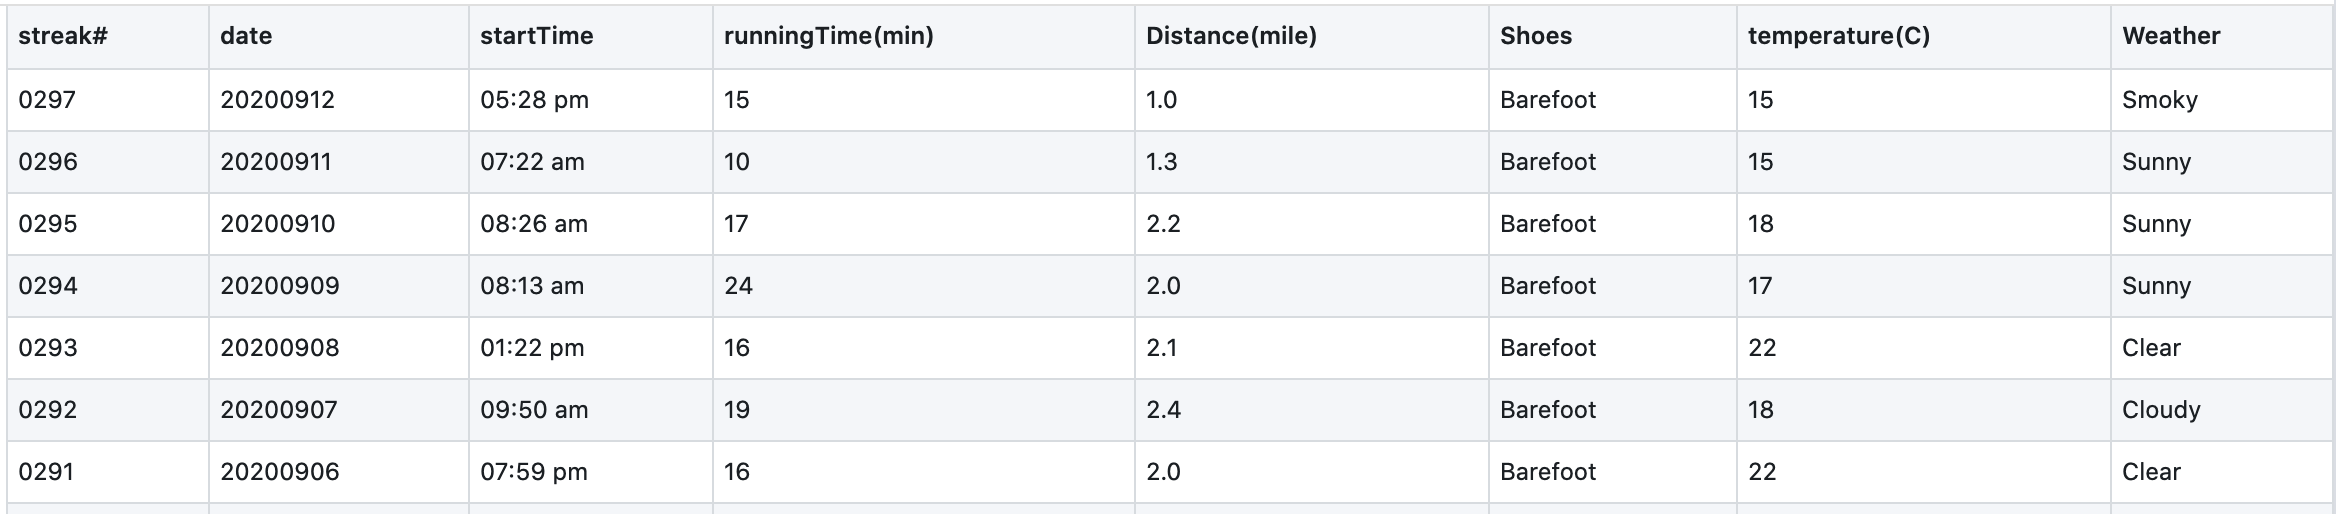 streak# date startTime runningTime(min) Distance(mile) Shoes temperature(C) Weather
0297 20200912 05:28 pm 15 1.0 Barefoot 15 Smoky
0296 20200911 07:22 am 10 1.3 Barefoot 15 Sunny
0295 20200910 08:26 am 17 2.2 Barefoot 18 Sunny
0294 20200909 08:13 am 24 2.0 Barefoot 17 Sunny
0293 20200908 01:22 pm 16 2.1 Barefoot 22 Clear
0292 20200907 09:50 am 19 2.4 Barefoot 18 Cloudy
0291 20200906 07:59 pm 16 2.0 Barefoot 22 Clear